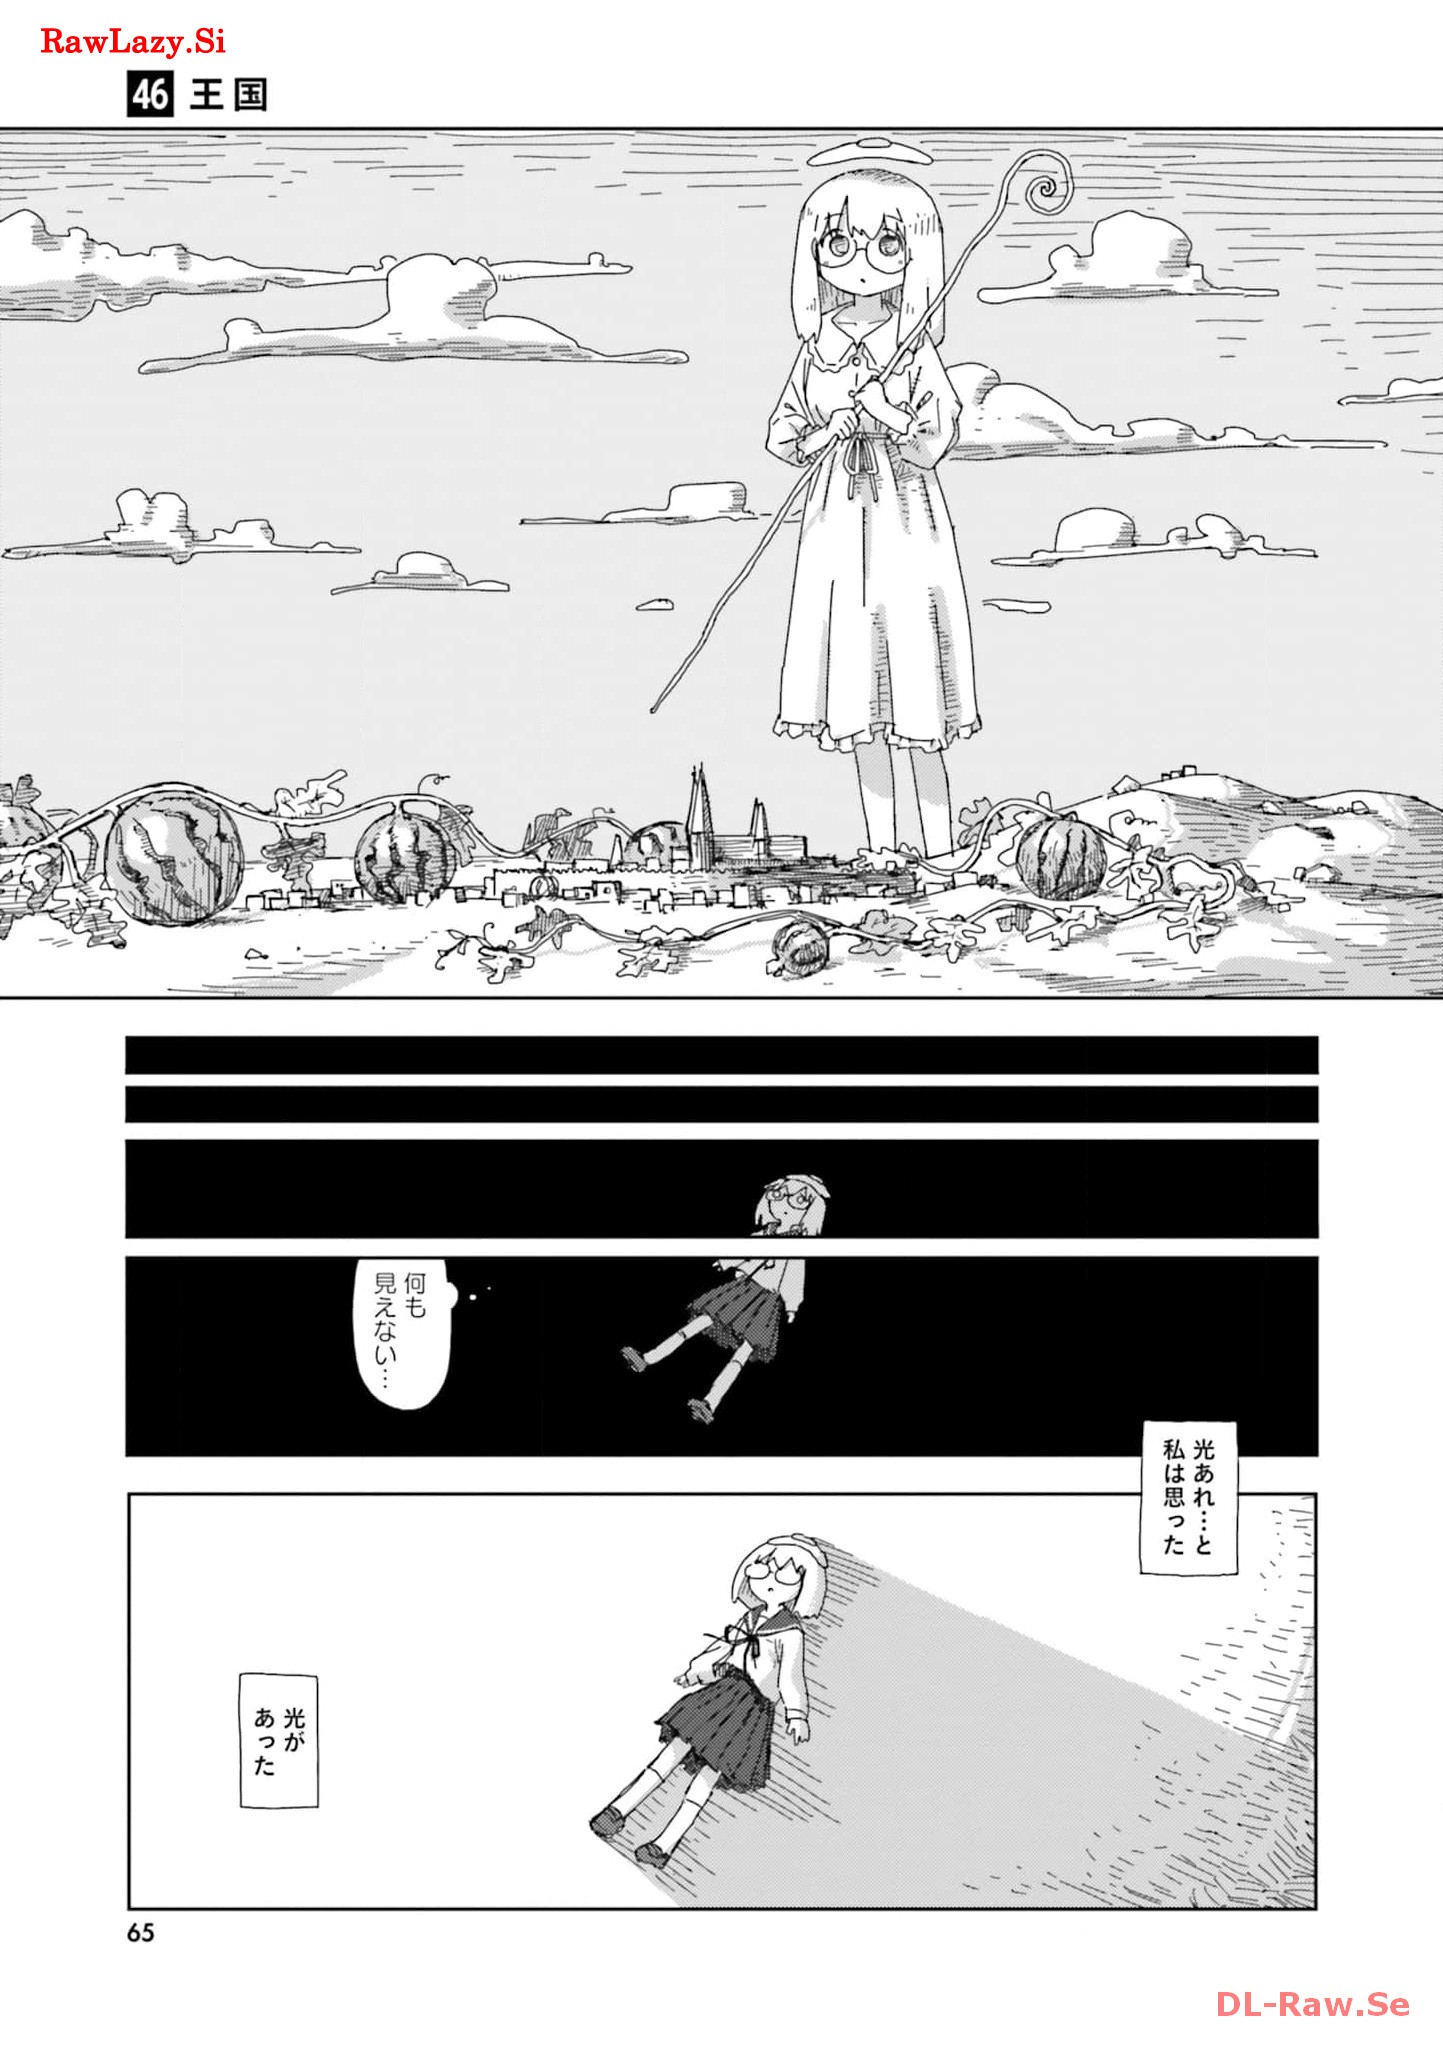 RawLazy.Si
46 王国
何も
見えない…
光あれ…と
私は思った
光が
あった
65
DL-Raw.Se